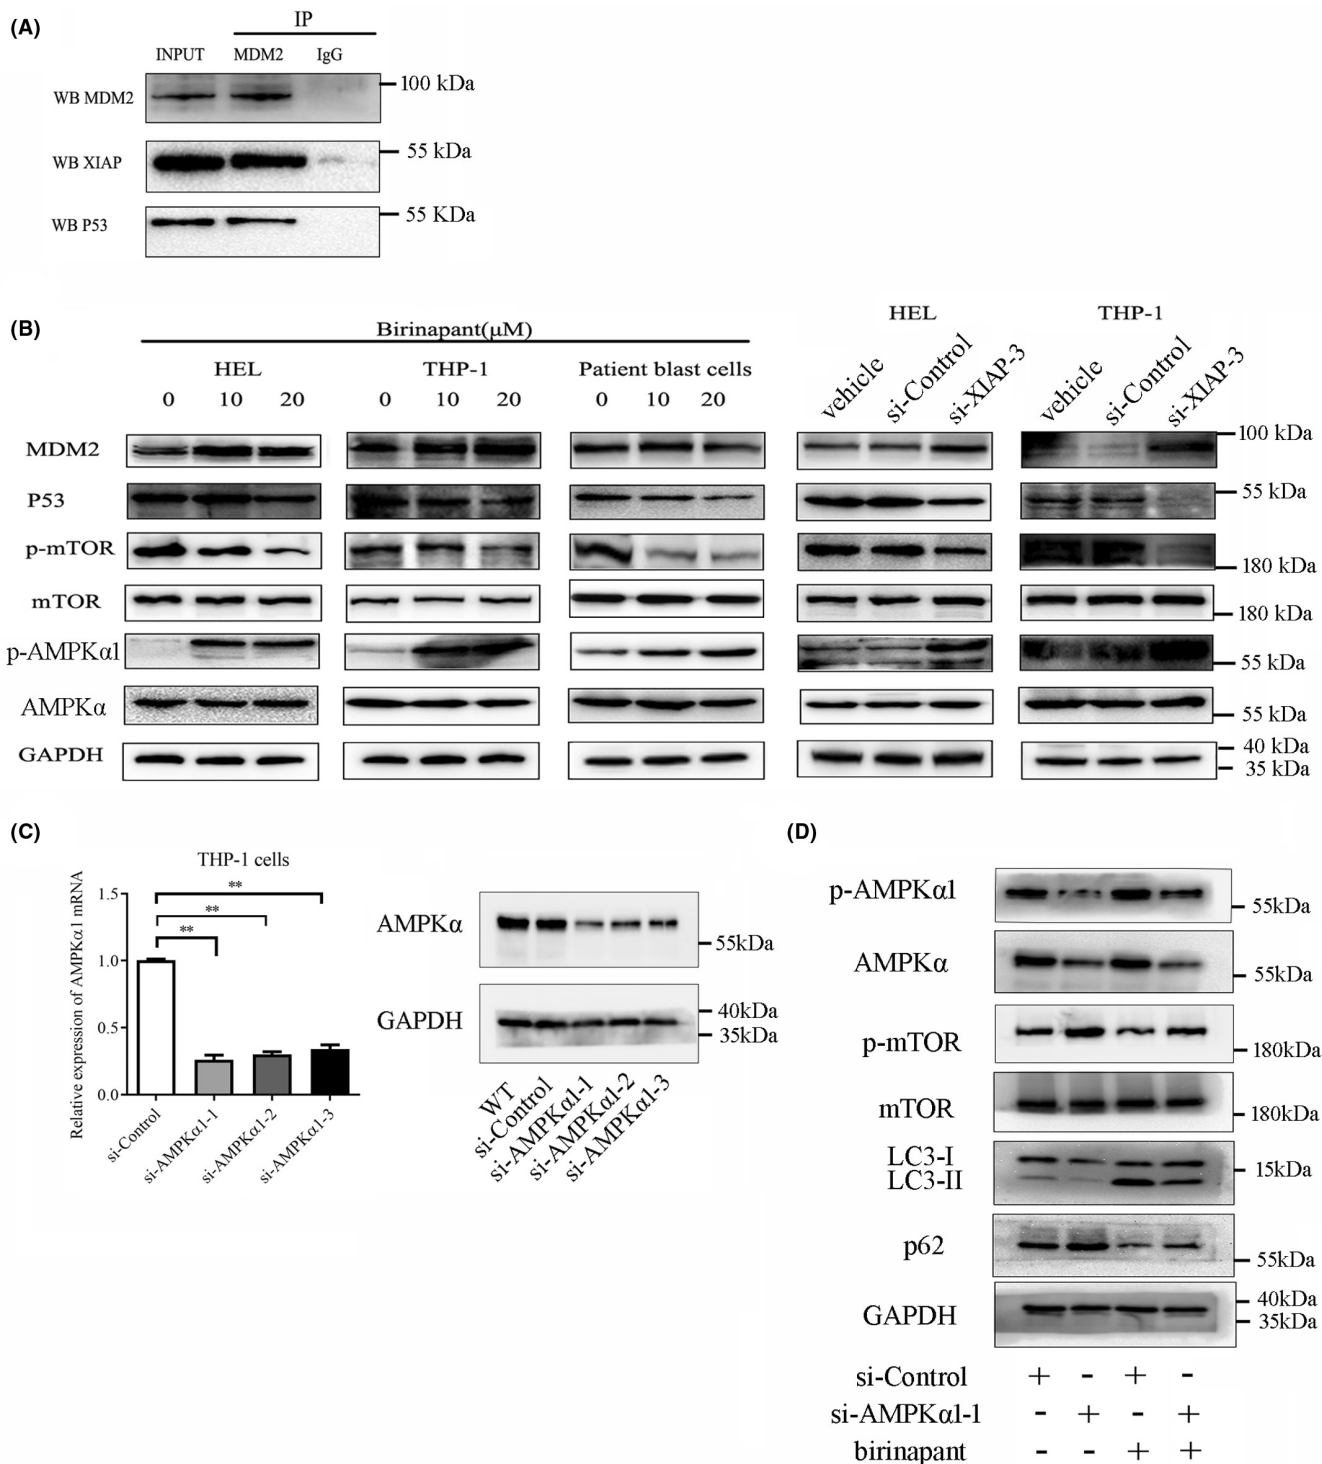 (A)
IP
INPUT MDM2 IgG
WB MDM2 100 kDa
WB XIAP 55 kDa
WB P53 55 KDa
(B)
Birinapant(μM)
HEL THP-1 Patient blast cells HEL THP-1
0 10 20 0 10 20 0 10 20 vehicle si-Control si-XIAP-3 vehicle si-Control si-XIAP-3
MDM2 100 kDa
P53 55 kDa
p-mTOR 180 kDa
mTOR 180 kDa
p-AMPKα1 55 kDa
AMPKα 55 kDa
GAPDH 40 kDa
35 kDa
(C)
THP-1 cells
Relative expression of AMPKα1 mRNA
1.5
1.0
0.5
0.0
**
**
**
si-Control si-AMPKα1-1 si-AMPKα1-2 si-AMPKα1-3
AMPKα 55kDa
GAPDH 40kDa
35kDa
WT si-Control si-AMPKα1-1 si-AMPKα1-2 si-AMPKα1-3
(D)
p-AMPKα1 55kDa
AMPKα 55kDa
p-mTOR 180kDa
mTOR 180kDa
LC3-I 15kDa
LC3-II
p62 55kDa
GAPDH 40kDa
35kDa
si-Control + - + -
si-AMPKα1-1 - + - +
birinapant - - + +